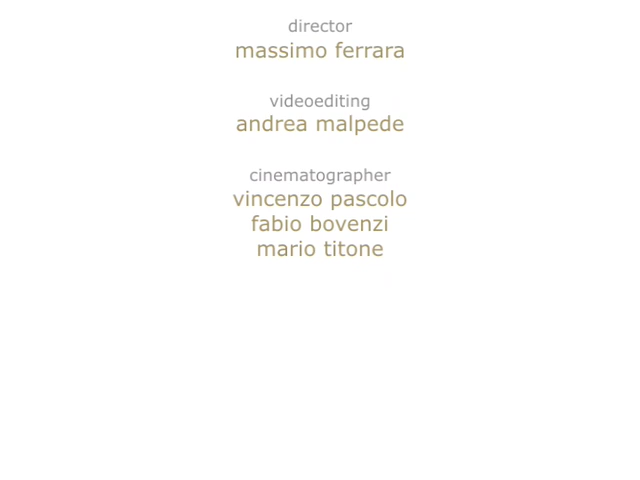 director
massimo ferrara
videoediting
andrea malpede
cinematographer
vincenzo pascolo
fabio bovenzi
mario titone